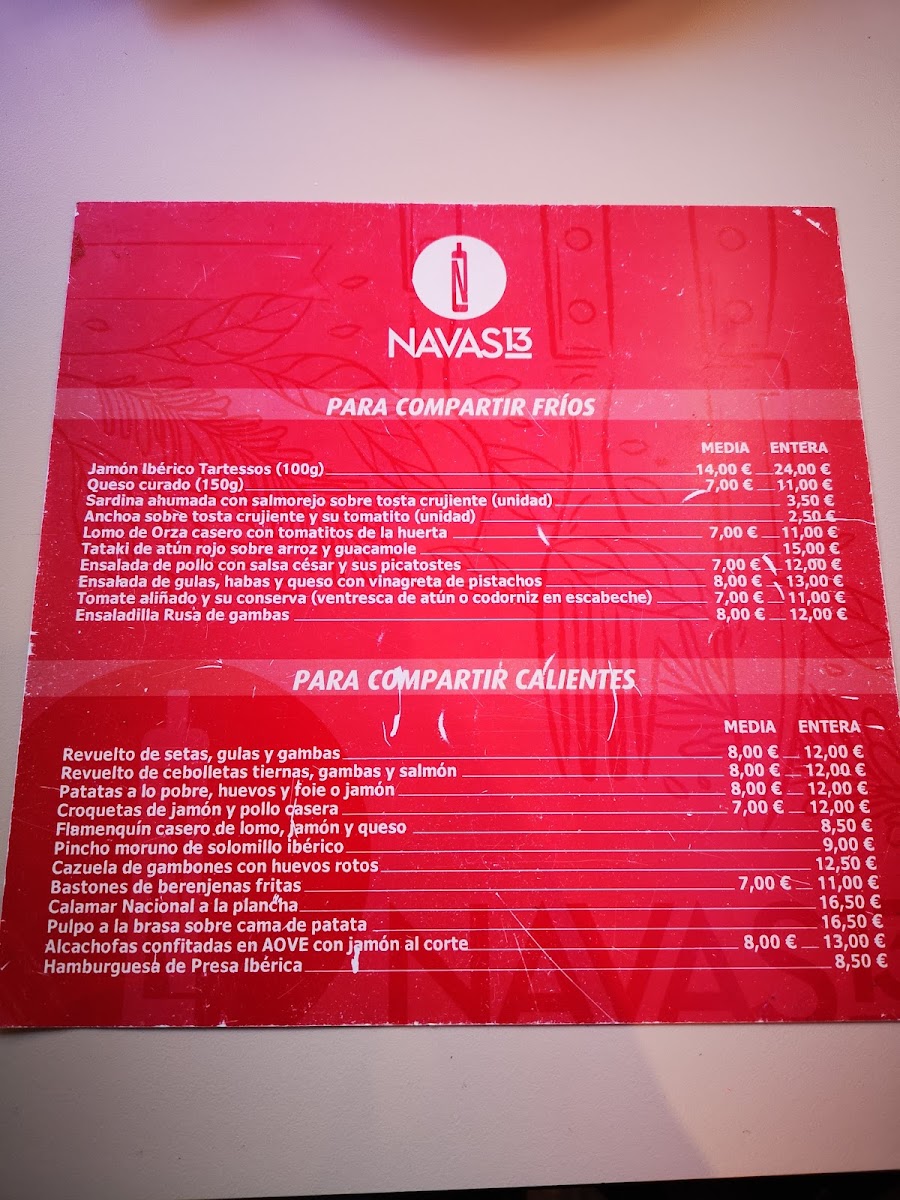 N
NAVAS13
PARA COMPARTIR FRÍOS
MEDIA ENTERA
Jamón Ibérico Tartessos (100g) 14,00 € 24,00 €
Queso curado (150g) 7,00 € 11,00 €
Sardina ahumada con salmorejo sobre tosta crujiente (unidad) 3,50 €
Anchoa sobre tosta crujiente y su tomatito (unidad) 2,50 €
Lomo de Orza casero con tomatitos de la huerta 7,00 € 11,00 €
Tataki de atún rojo sobre arroz y guacamole 15,00 €
Ensalada de pollo con salsa césar y sus picatostes 7,00 € 12,00 €
Ensalada de gulas, habas y queso con vinagreta de pistachos 8,00 € 13,00 €
Tomate aliñado y su conserva (ventresca de atún o codorniz en escabeche) 7,00 € 11,00 €
Ensaladilla Rusa de gambas 8,00 € 12,00 €
PARA COMPARTIR CALIENTES
MEDIA ENTERA
Revuelto de setas, gulas y gambas 8,00 € 12,00 €
Revuelto de cebolletas tiernas, gambas y salmón 8,00 € 12,00 €
Patatas a lo pobre, huevos y foie o jamón 8,00 € 12,00 €
Croquetas de jamón y pollo casera 7,00 € 12,00 €
Flamenquín casero de lomo, jamón y queso 8,50 €
Pincho moruno de solomillo ibérico 9,00 €
Cazuela de gambones con huevos rotos 12,50 €
Bastones de berenjenas fritas 7,00 € 11,00 €
Calamar Nacional a la plancha 16,50 €
Pulpo a la brasa sobre cama de patata 16,50 €
Alcachofas confitadas en AOVE con jamón al corte 8,00 € 13,00 €
Hamburguesa de Presa Ibérica 8,50 €
NAVAS13